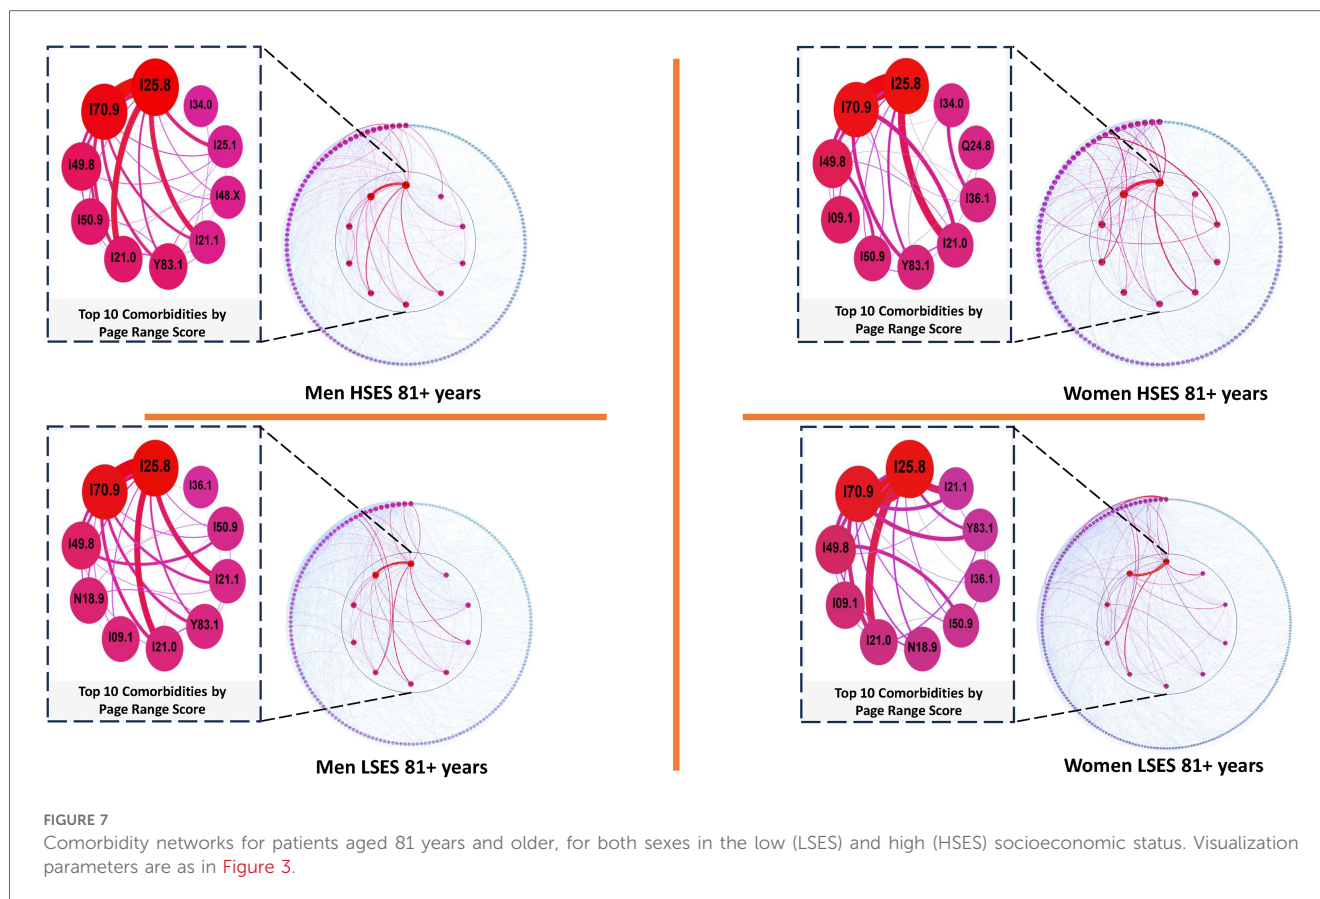 I25.8
I70.9
I34.0
I49.8
I25.1
I50.9
I48.X
I21.0
Y83.1
I21.1
Top 10 Comorbidities by
Page Range Score
Men HSES 81+ years
I25.8
I70.9
I34.0
I49.8
Q24.8
I09.1
I36.1
I50.9
Y83.1
I21.0
Top 10 Comorbidities by
Page Range Score
Women HSES 81+ years
I25.8
I70.9
I36.1
I49.8
I50.9
N18.9
I21.1
I09.1
I21.0
Y83.1
Top 10 Comorbidities by
Page Range Score
Men LSES 81+ years
I25.8
I70.9
I21.1
I49.8
Y83.1
I09.1
I36.1
I21.0
N18.9
I50.9
Top 10 Comorbidities by
Page Range Score
Women LSES 81+ years
FIGURE 7
Comorbidity networks for patients aged 81 years and older, for both sexes in the low (LSES) and high (HSES) socioeconomic status. Visualization
parameters are as in Figure 3.